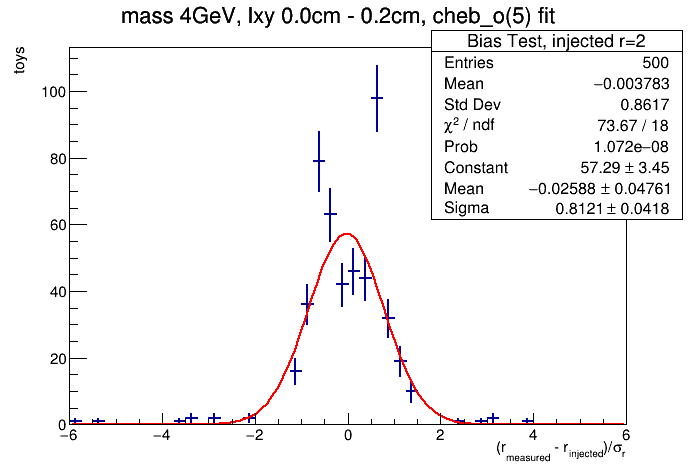 mass 4GeV, lxy 0.0cm - 0.2cm, cheb_o(5) fit
Bias Test, injected r=2
Entries 500
Mean −0.003783
Std Dev 0.8617
χ² / ndf 73.67 / 18
Prob 1.072e−08
Constant 57.29 ± 3.45
Mean −0.02588 ± 0.04761
Sigma 0.8121 ± 0.0418
toys
100
80
60
40
20
0
−6 −4 −2 0 2 4 6
(r_measured - r_injected)/σ_r